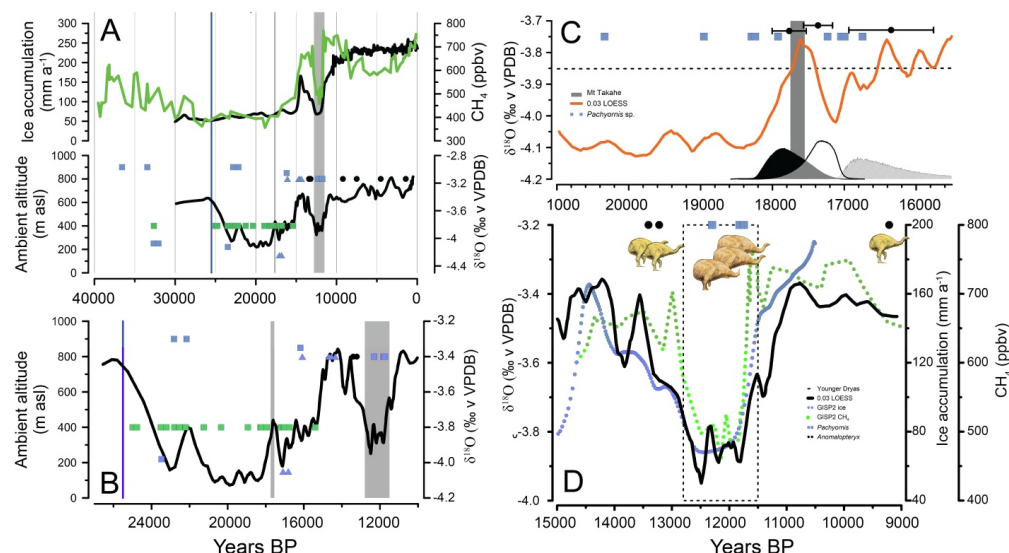 A
Ice accumulation
(mm a⁻¹)
300
250
200
150
100
50
0
800
700
600
500
400
300
CH₄ (ppbv)
Ambient altitude
(m asl)
1000
800
600
400
200
0
-2.8
-3.2
-3.6
-4
-4.4
δ¹⁸O (‰ v VPDB)
40000
30000
20000
10000
0
B
Ambient altitude
(m asl)
1000
800
600
400
200
0
-3.2
-3.4
-3.6
-3.8
-4.0
-4.2
δ¹⁸O (‰ v VPDB)
24000
20000
16000
12000
Years BP
C
δ¹⁸O (‰ v VPDB)
-3.7
-3.8
-3.9
-4.0
-4.1
-4.2
Mt Takahe
0.03 LOESS
Pachyornis sp.
21000
20000
19000
18000
17000
16000
D
δ¹⁸O (‰ v VPDB)
-3.2
-3.4
-3.6
-3.8
-4.0
200
160
120
80
40
Ice accumulation (mm a⁻¹)
800
700
600
500
400
CH₄ (ppbv)
Younger Dryas
0.03 LOESS
GISP2 ice
GISP2 CH₄
Pachyornis
Anomalopteryx
15000
14000
13000
12000
11000
10000
9000
Years BP